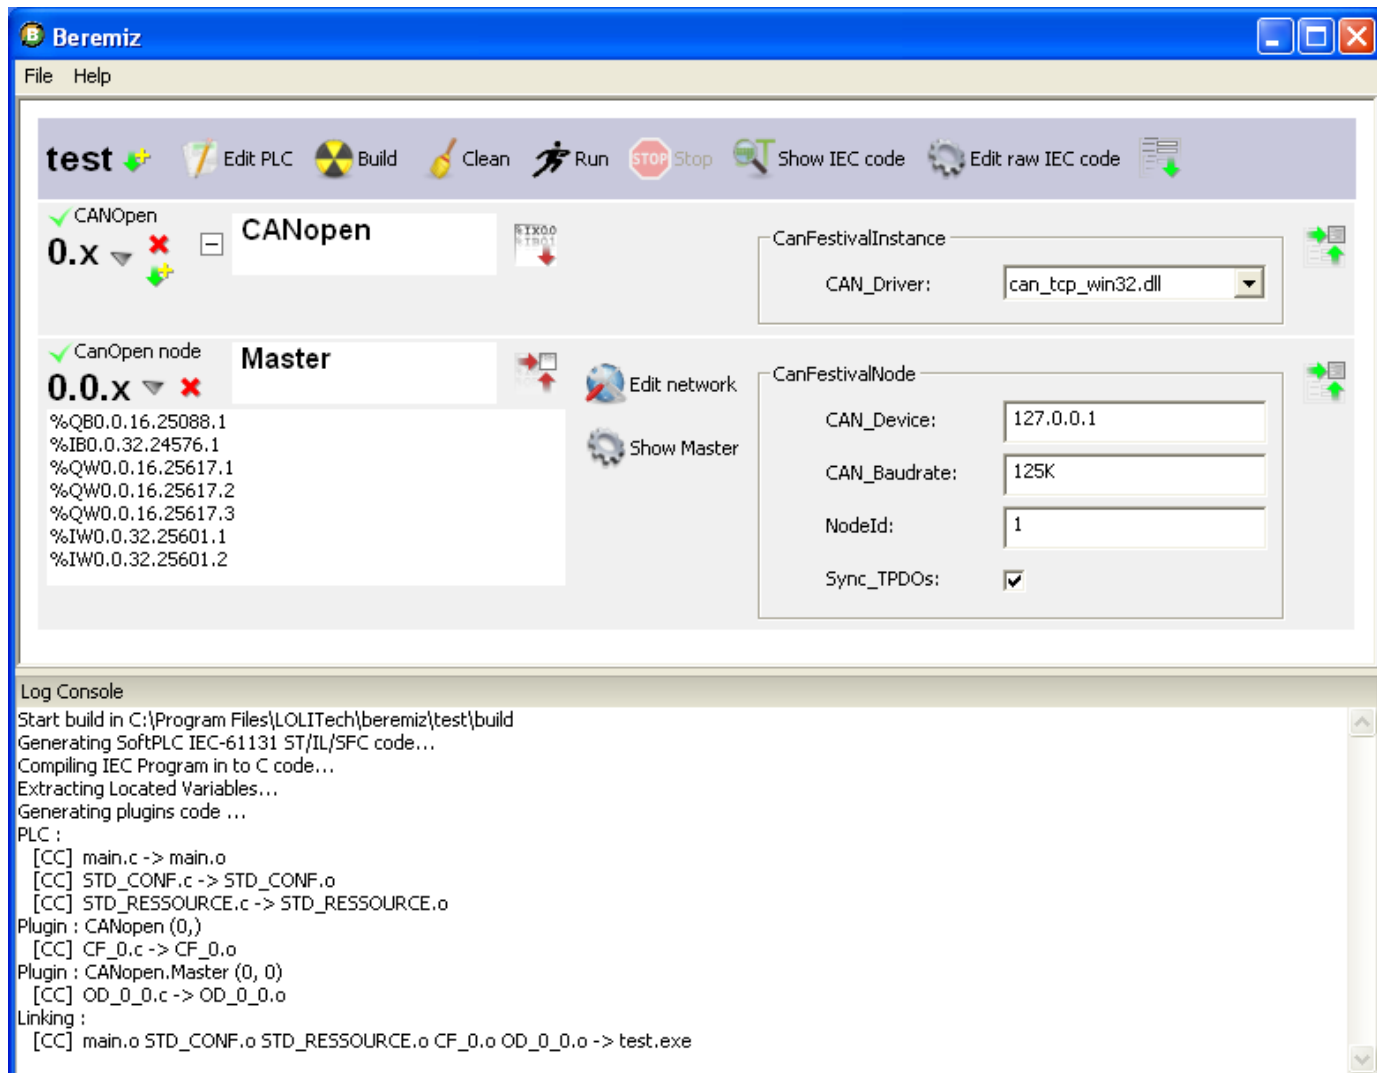 Beremiz
File Help
test Edit PLC Build Clean Run STOP Stop Show IEC code Edit raw IEC code
CANOpen
0.x CANopen
CanFestivalInstance
CAN_Driver: can_tcp_win32.dll
CanOpen node
0.0.x Master
%QB0.0.16.25088.1
%IB0.0.32.24576.1
%QW0.0.16.25617.1
%QW0.0.16.25617.2
%QW0.0.16.25617.3
%IW0.0.32.25601.1
%IW0.0.32.25601.2
Edit network
Show Master
CanFestivalNode
CAN_Device: 127.0.0.1
CAN_Baudrate: 125K
NodeId: 1
Sync_TPDOs:
Log Console
Start build in C:\Program Files\LOLITech\beremiz\test\build
Generating SoftPLC IEC-61131 ST/IL/SFC code...
Compiling IEC Program in to C code...
Extracting Located Variables...
Generating plugins code ...
PLC :
[CC] main.c -> main.o
[CC] STD_CONF.c -> STD_CONF.o
[CC] STD_RESSOURCE.c -> STD_RESSOURCE.o
Plugin : CANopen (0,)
[CC] CF_0.c -> CF_0.o
Plugin : CANopen.Master (0, 0)
[CC] OD_0_0.c -> OD_0_0.o
Linking :
[CC] main.o STD_CONF.o STD_RESSOURCE.o CF_0.o OD_0_0.o -> test.exe